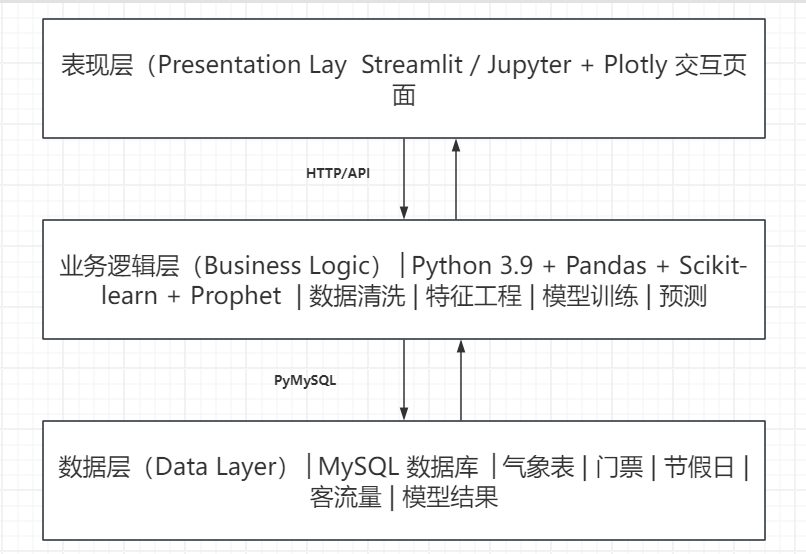 表现层（Presentation Lay  Streamlit / Jupyter + Plotly 交互页
面
HTTP/API
业务逻辑层（Business Logic） | Python 3.9 + Pandas + Scikit-
learn + Prophet  | 数据清洗 | 特征工程 | 模型训练 | 预测
PyMySQL
数据层（Data Layer） | MySQL 数据库  | 气象表 | 门票 | 节假日 |
客流量 | 模型结果